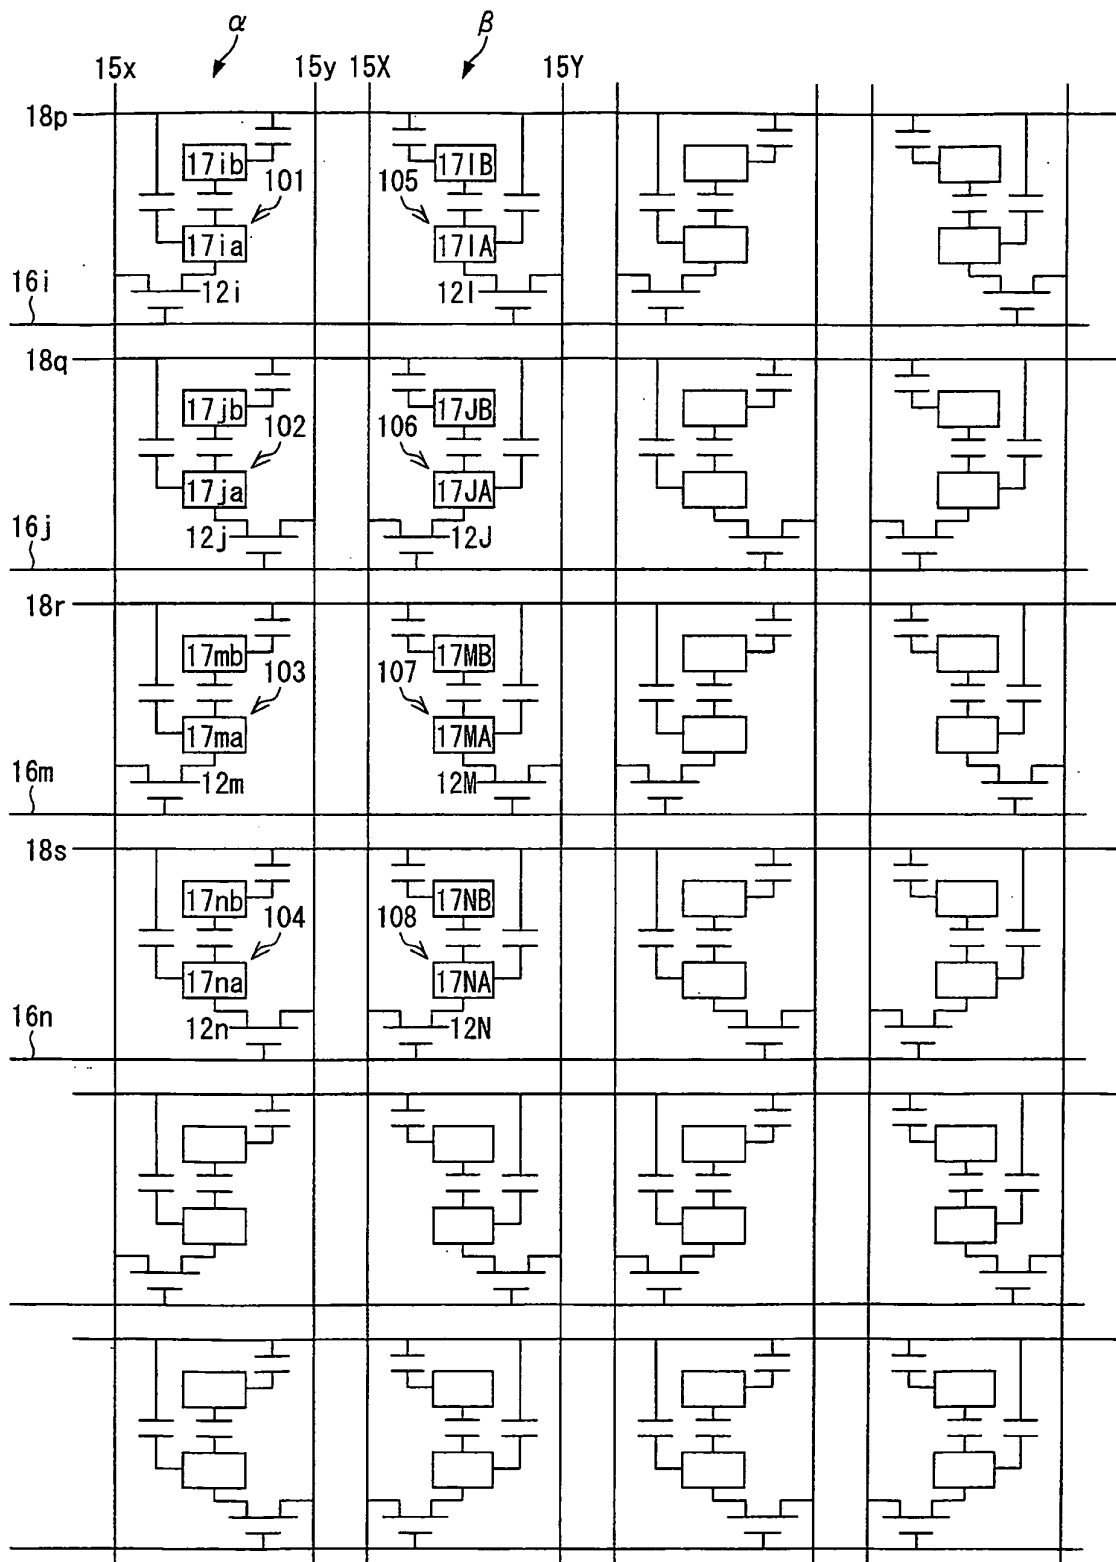 α β
15x 15y 15X 15Y
18p
17ib 17IB
101 105
17ia 17IA
16i 12i 12I
18q
17jb 17JB
102 106
17ja 17JA
16j 12j 12J
18r
17mb 17MB
103 107
17ma 17MA
16m 12m 12M
18s
17nb 17NB
104 108
17na 17NA
16n 12n 12N